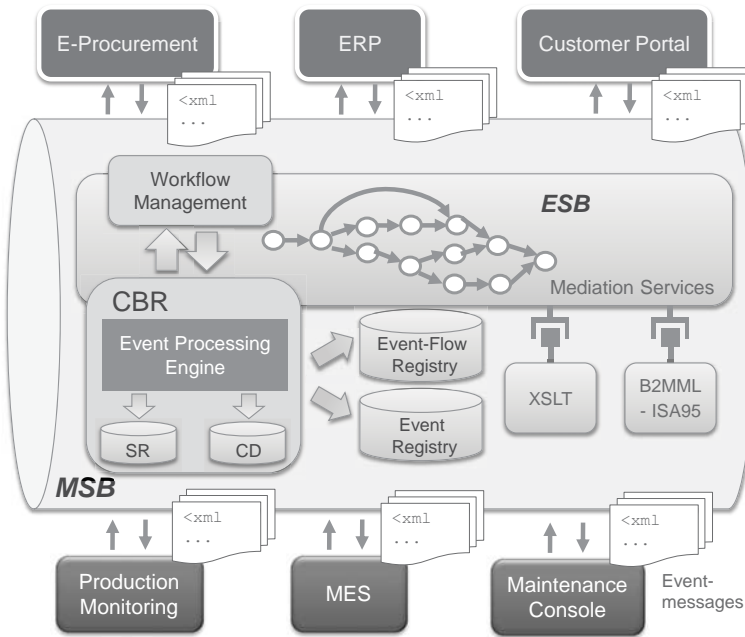 E-Procurement
ERP
Customer Portal
<xml
...
<xml
...
<xml
...
Workflow
Management
ESB
Mediation Services
CBR
Event Processing
Engine
SR
CD
Event-Flow
Registry
Event
Registry
XSLT
B2MML
- ISA95
MSB
<xml
...
<xml
...
<xml
...
Production
Monitoring
MES
Maintenance
Console
Event-
messages